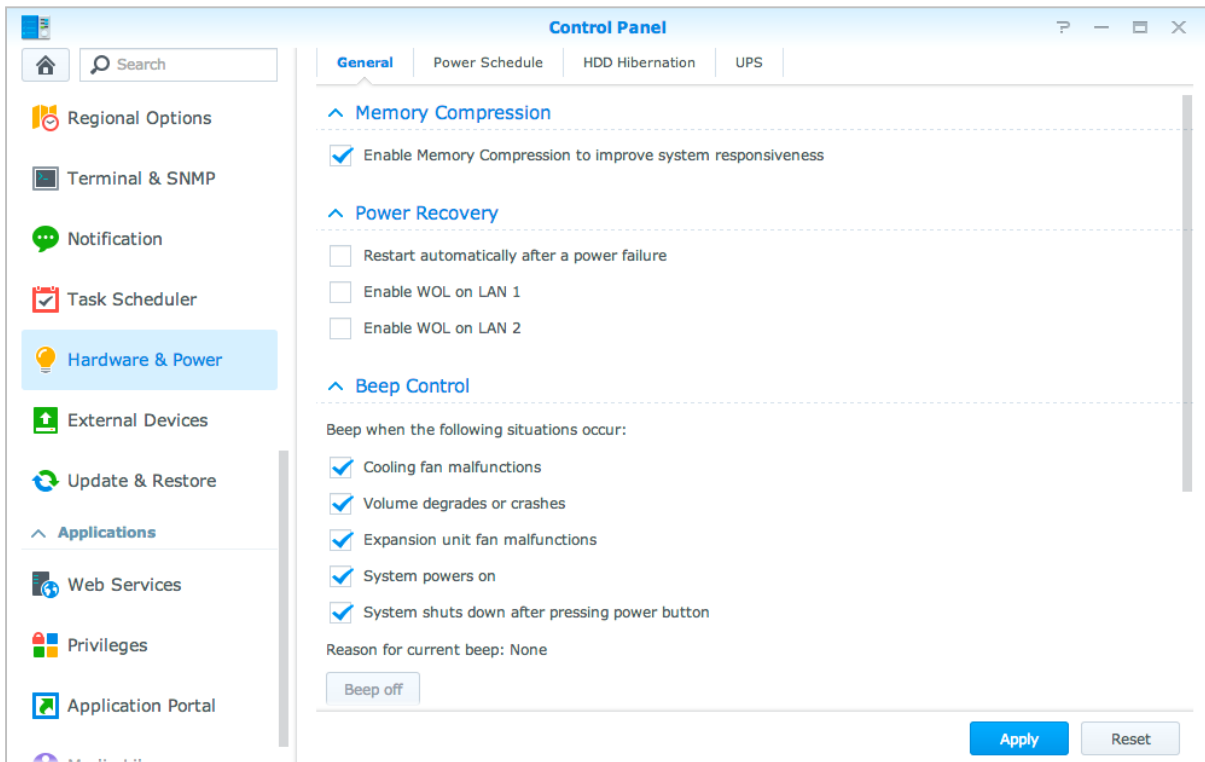 Control Panel
Search
Regional Options
Terminal & SNMP
Notification
Task Scheduler
Hardware & Power
External Devices
Update & Restore
Applications
Web Services
Privileges
Application Portal
General Power Schedule HDD Hibernation UPS
Memory Compression
Enable Memory Compression to improve system responsiveness
Power Recovery
Restart automatically after a power failure
Enable WOL on LAN 1
Enable WOL on LAN 2
Beep Control
Beep when the following situations occur:
Cooling fan malfunctions
Volume degrades or crashes
Expansion unit fan malfunctions
System powers on
System shuts down after pressing power button
Reason for current beep: None
Beep off
Apply Reset